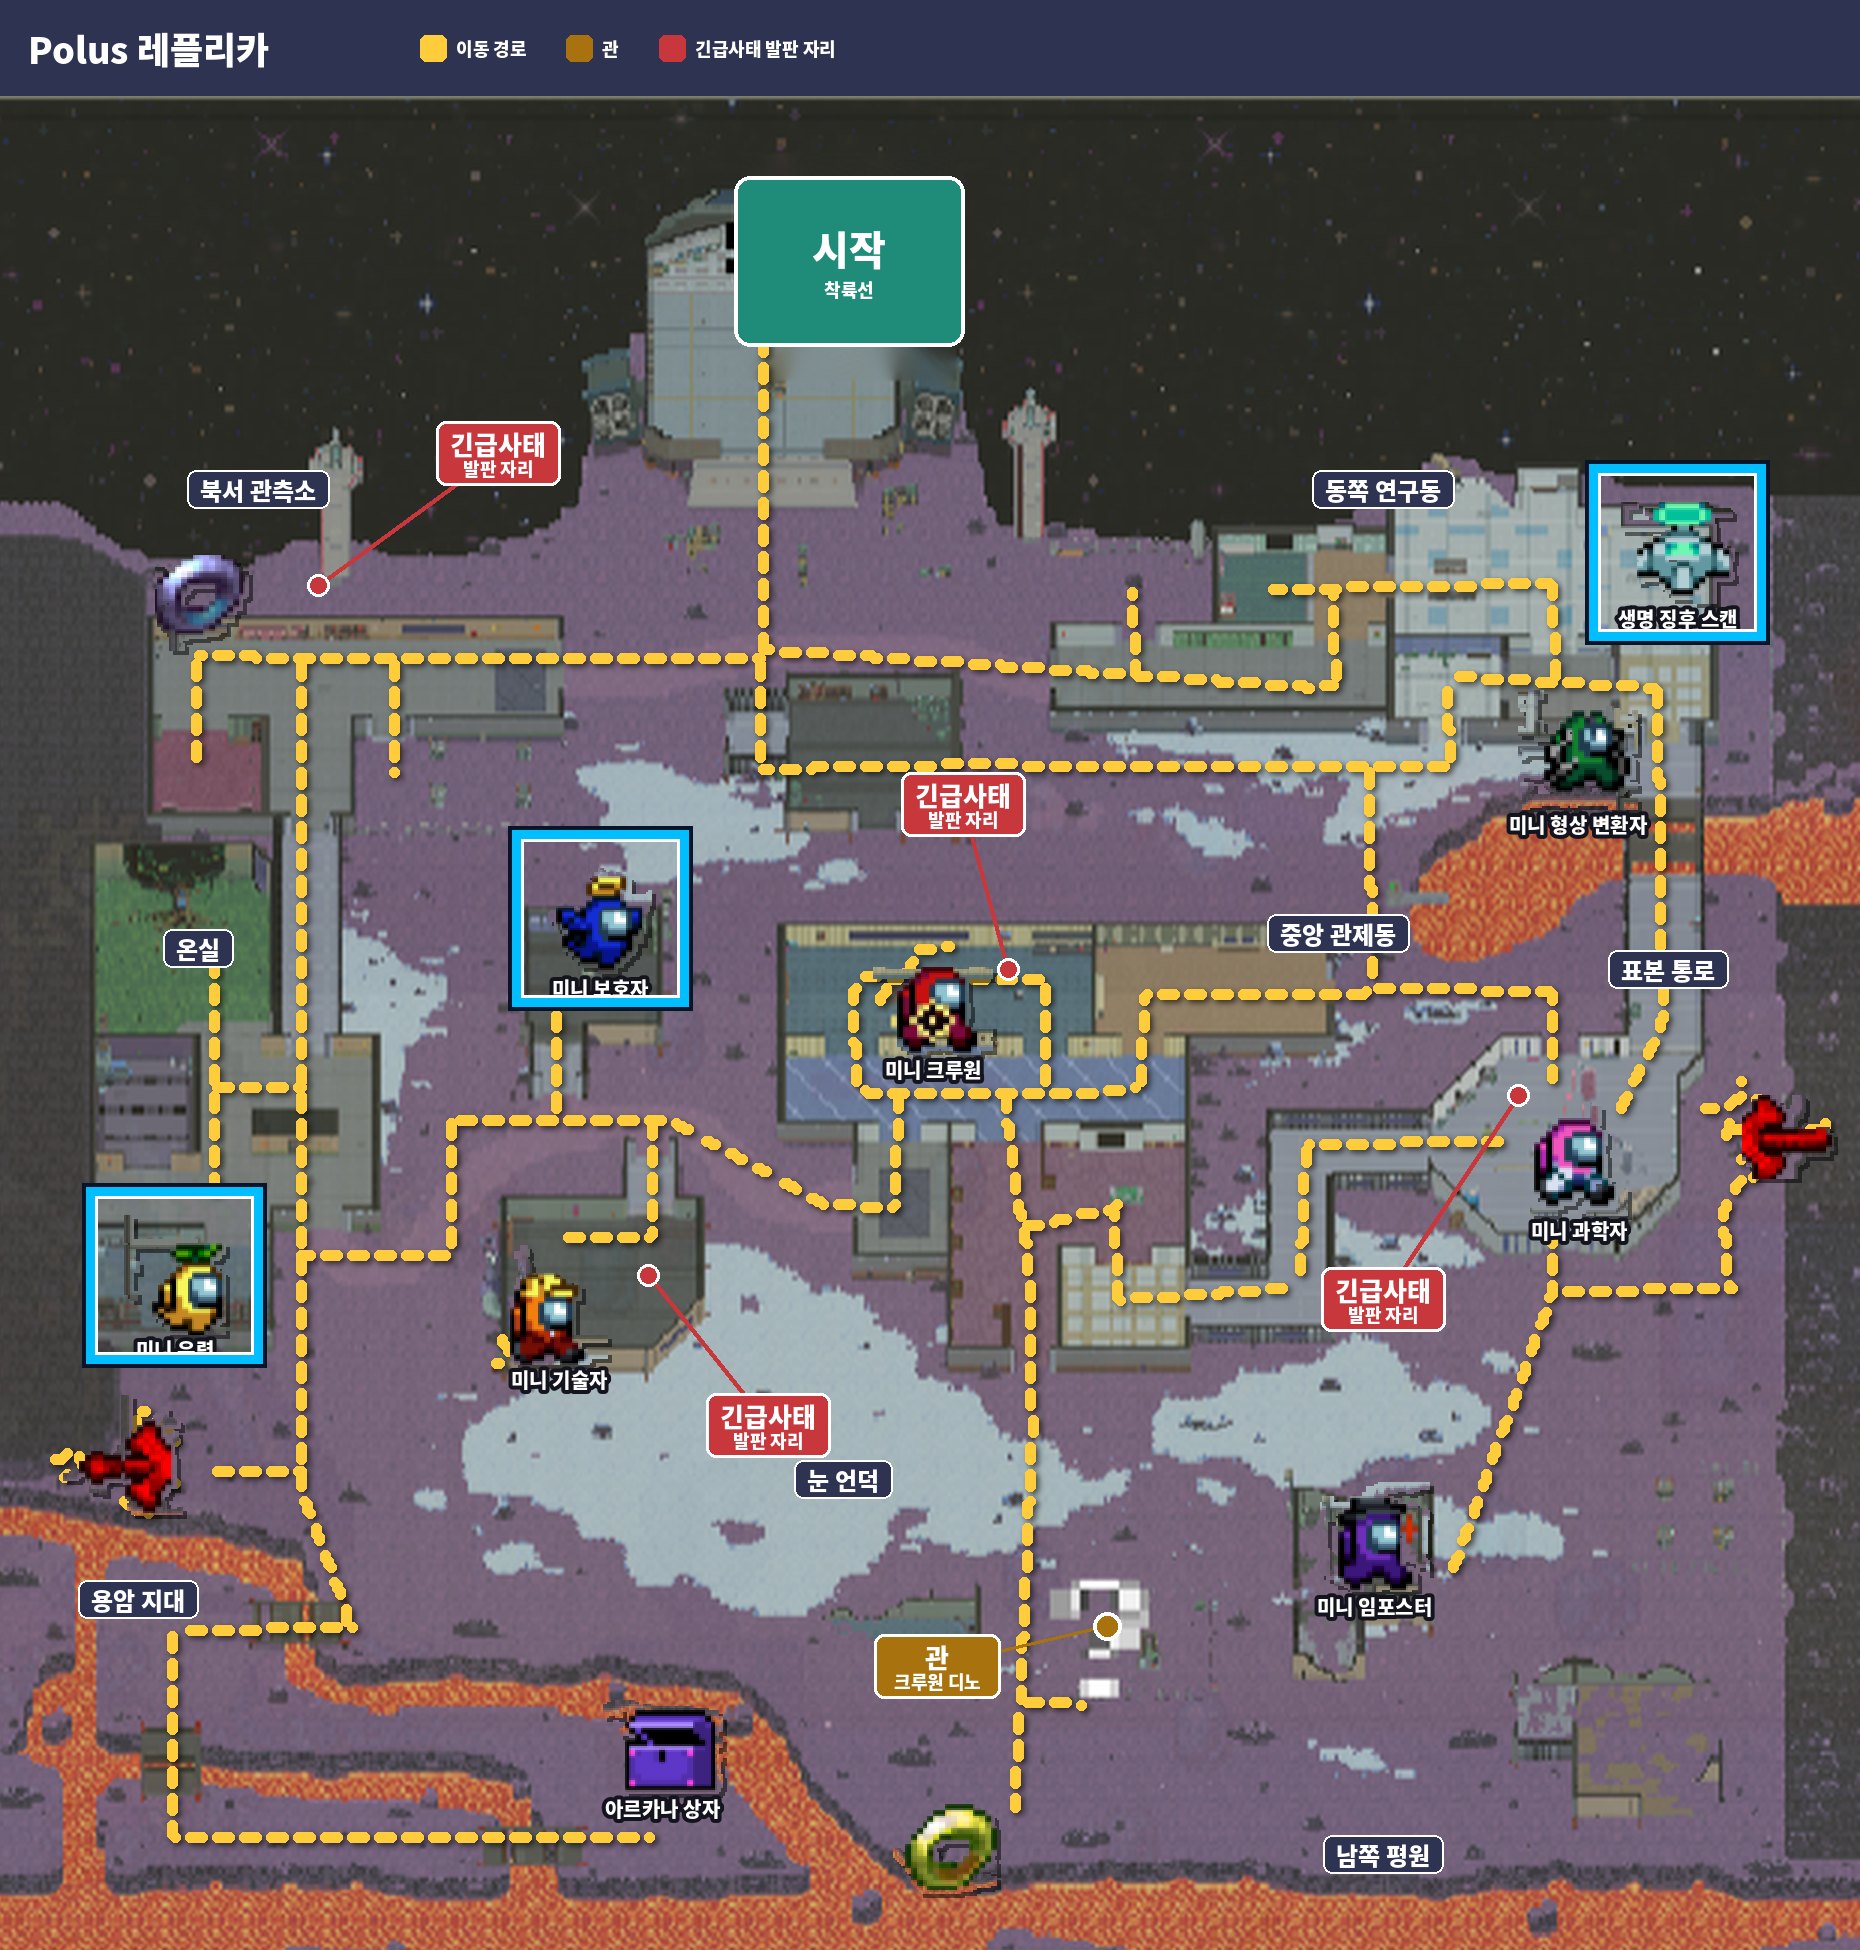 Polus 레플리카
이동 경로
관
긴급사태 발판 자리
시작
착륙선
긴급사태
발판 자리
북서 관측소
동쪽 연구동
생명 징후 스캔
긴급사태
발판 자리
미니 형상 변환자
온실
중앙 관제동
표본 통로
미니 보호자
미니 크루원
미니 과학자
긴급사태
발판 자리
미니 유령
미니 기술자
긴급사태
발판 자리
눈 언덕
용암 지대
미니 임포스터
관
크루원 디노
아르카나 상자
남쪽 평원